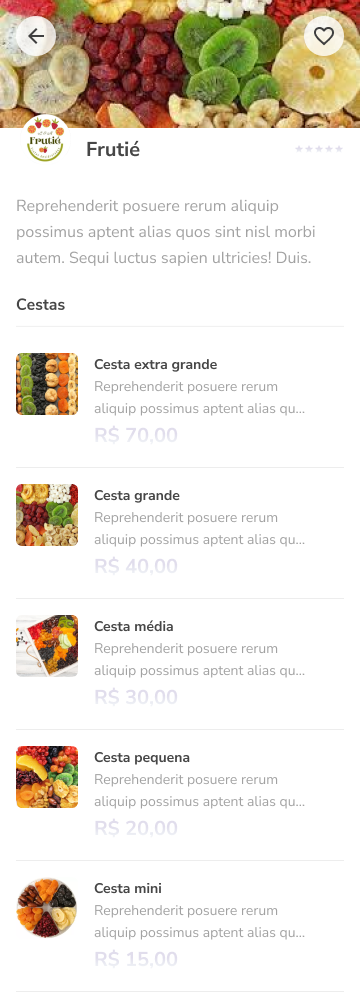 Frutié
Frutié
Reprehenderit posuere rerum aliquip
possimus aptent alias quos sint nisl morbi
autem. Sequi luctus sapien ultricies! Duis.
Cestas
Cesta extra grande
Reprehenderit posuere rerum
aliquip possimus aptent alias qu...
R$ 70,00
Cesta grande
Reprehenderit posuere rerum
aliquip possimus aptent alias qu...
R$ 40,00
Cesta média
Reprehenderit posuere rerum
aliquip possimus aptent alias qu...
R$ 30,00
Cesta pequena
Reprehenderit posuere rerum
aliquip possimus aptent alias qu...
R$ 20,00
Cesta mini
Reprehenderit posuere rerum
aliquip possimus aptent alias qu...
R$ 15,00